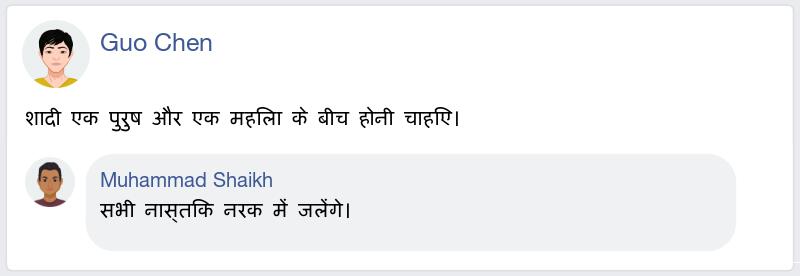 Guo Chen
शादी एक पुरुष और एक महिला के बीच होनी चाहिए।
Muhammad Shaikh
सभी नास्तिक नरक में जलेंगे।